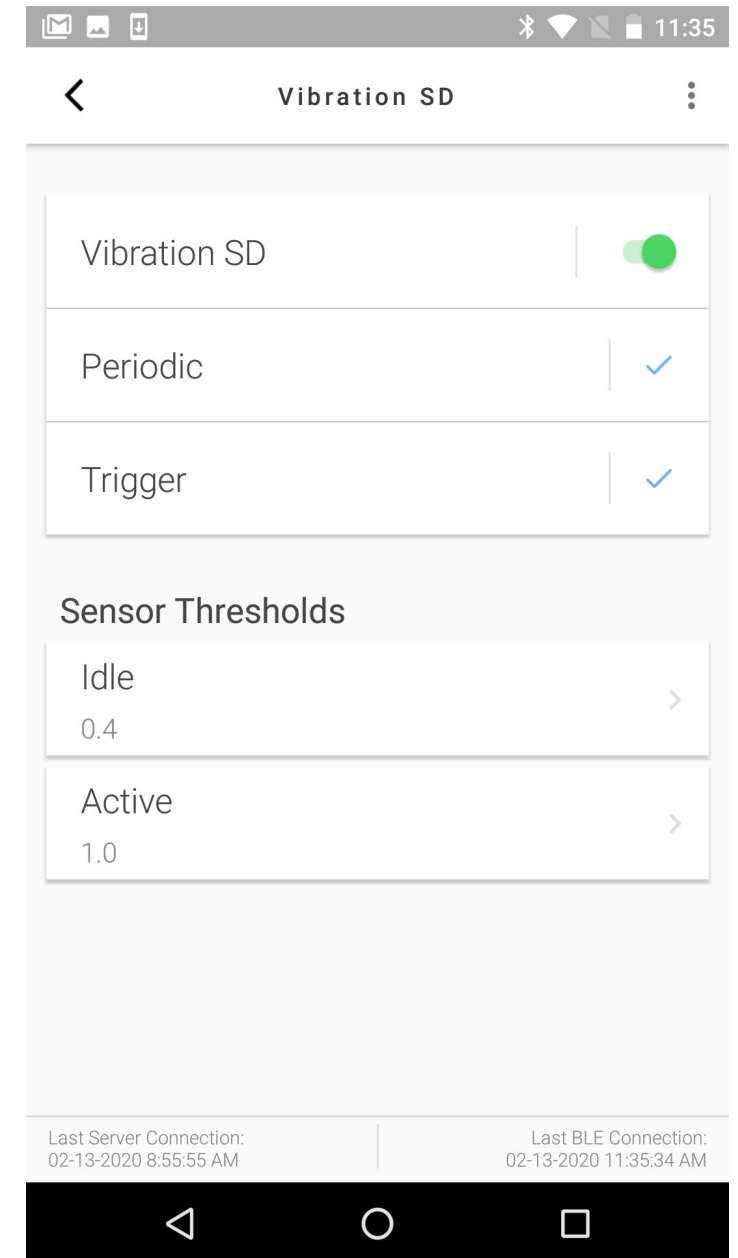 11:35
Vibration SD
Vibration SD
Periodic
Trigger
Sensor Thresholds
Idle
0.4
Active
1.0
Last Server Connection:
02-13-2020 8:55:55 AM
Last BLE Connection:
02-13-2020 11:35:34 AM